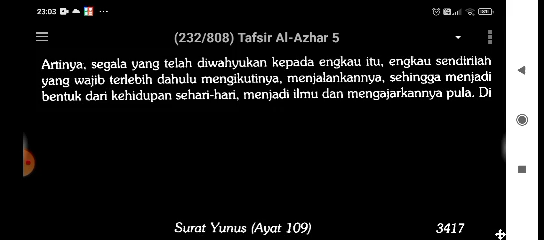 23:03
(232/808) Tafsir Al-Azhar 5
Artinya, segala yang telah diwahyukan kepada engkau itu, engkau sendirilah
yang wajib terlebih dahulu mengikutinya, menjalankannya, sehingga menjadi
bentuk dari kehidupan sehari-hari, menjadi ilmu dan mengajarkannya pula. Di
Surat Yunus (Ayat 109)
3417